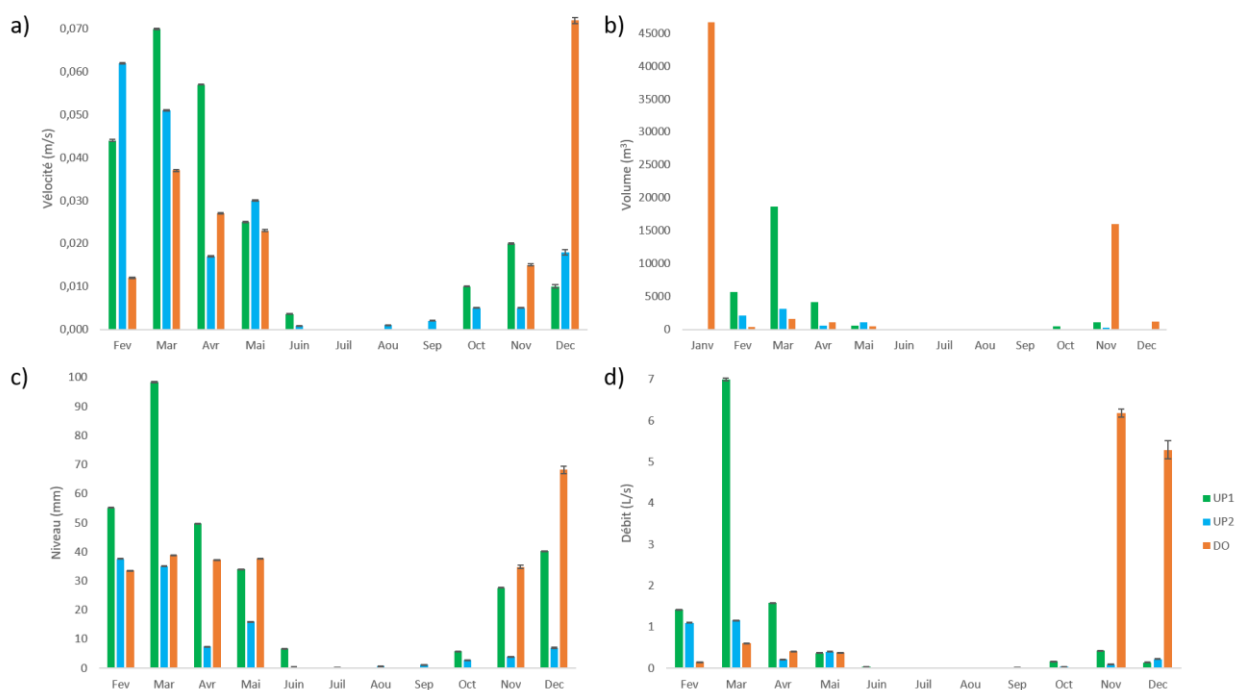 a)
0,070
0,060
0,050
0,040
0,030
0,020
0,010
0,000
Vélocité (m/s)
Fev Mar Avr Mai Juin Juil Aou Sep Oct Nov Dec
b)
45000
40000
35000
30000
25000
20000
15000
10000
5000
0
Volume (m³)
Janv Fev Mar Avr Mai Juin Juil Aou Sep Oct Nov Dec
c)
100
90
80
70
60
50
40
30
20
10
0
Niveau (mm)
Fev Mar Avr Mai Juin Juil Aou Sep Oct Nov Dec
d)
7
6
5
4
3
2
1
0
Débit (L/s)
Fev Mar Avr Mai Juin Juil Aou Sep Oct Nov Dec
UP1
UP2
DO